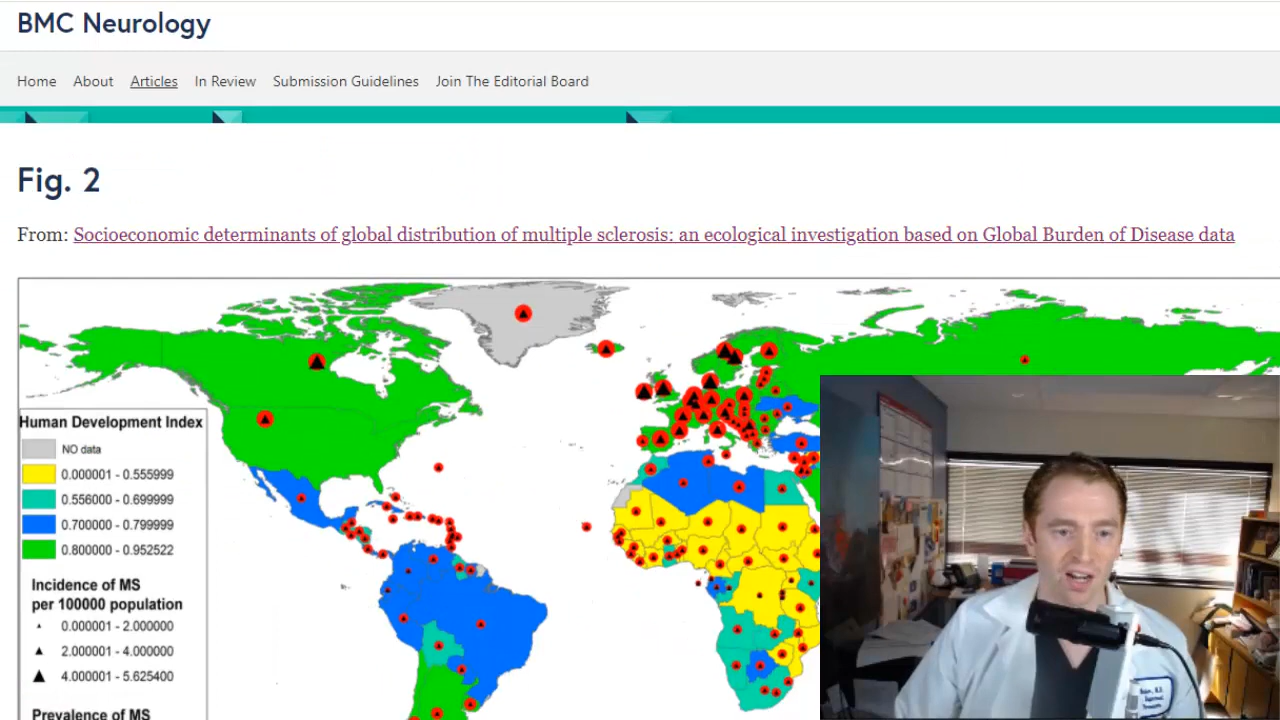 BMC Neurology
Home About Articles In Review Submission Guidelines Join The Editorial Board
Fig. 2
From: Socioeconomic determinants of global distribution of multiple sclerosis: an ecological investigation based on Global Burden of Disease data
Human Development Index
NO data
0.000001 - 0.555999
0.556000 - 0.699999
0.700000 - 0.799999
0.800000 - 0.952522
Incidence of MS
per 100000 population
0.000001 - 2.000000
2.000001 - 4.000000
4.000001 - 5.625400
Prevalence of MS